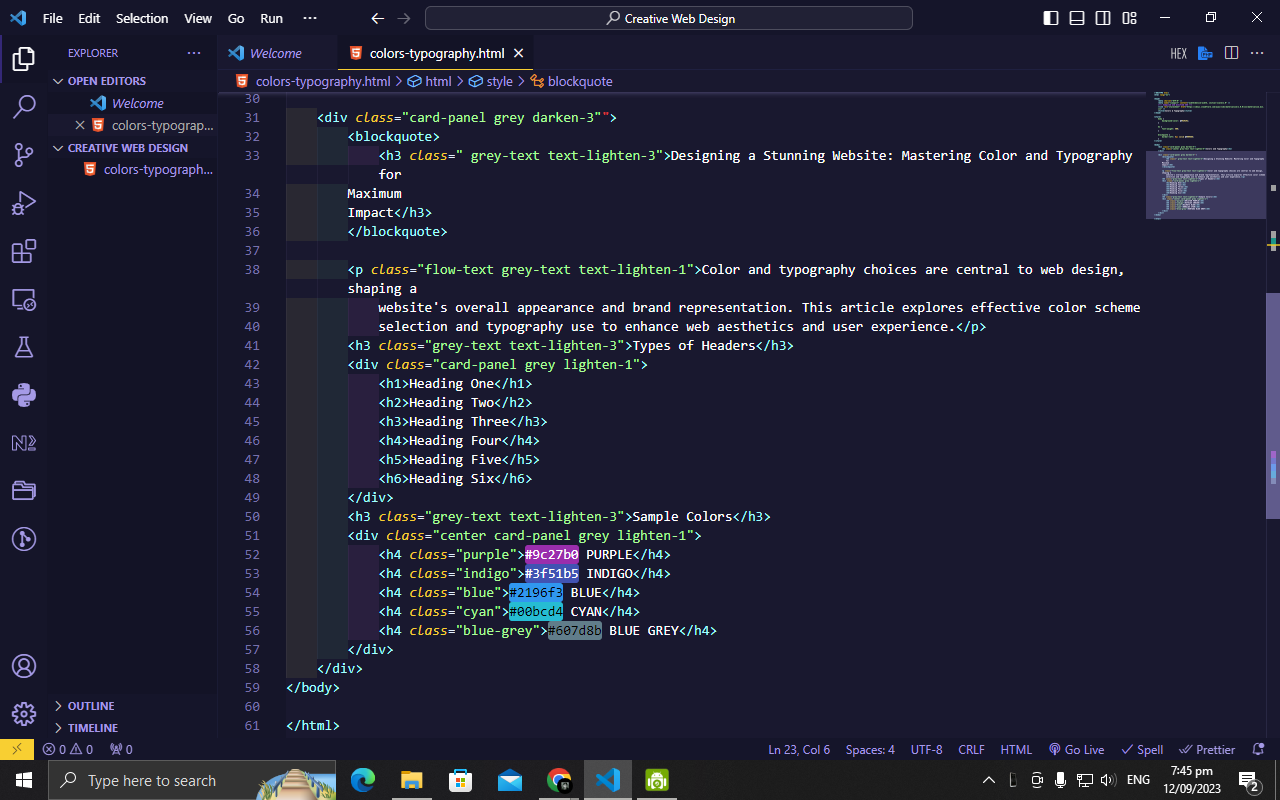 File Edit Selection View Go Run ··· Creative Web Design
EXPLORER ···
OPEN EDITORS
Welcome
colors-typograp...
CREATIVE WEB DESIGN
colors-typograph...
OUTLINE
TIMELINE
Welcome colors-typography.html HEX ···
colors-typography.html > html > style > blockquote
30
31 <div class="card-panel grey darken-3"">
32 <blockquote>
33 <h3 class=" grey-text text-lighten-3">Designing a Stunning Website: Mastering Color and Typography
for
34 Maximum
35 Impact</h3>
36 </blockquote>
37
38 <p class="flow-text grey-text text-lighten-1">Color and typography choices are central to web design,
shaping a
39 website's overall appearance and brand representation. This article explores effective color scheme
40 selection and typography use to enhance web aesthetics and user experience.</p>
41 <h3 class="grey-text text-lighten-3">Types of Headers</h3>
42 <div class="card-panel grey lighten-1">
43 <h1>Heading One</h1>
44 <h2>Heading Two</h2>
45 <h3>Heading Three</h3>
46 <h4>Heading Four</h4>
47 <h5>Heading Five</h5>
48 <h6>Heading Six</h6>
49 </div>
50 <h3 class="grey-text text-lighten-3">Sample Colors</h3>
51 <div class="center card-panel grey lighten-1">
52 <h4 class="purple">#9c27b0 PURPLE</h4>
53 <h4 class="indigo">#3f51b5 INDIGO</h4>
54 <h4 class="blue">#2196f3 BLUE</h4>
55 <h4 class="cyan">#00bcd4 CYAN</h4>
56 <h4 class="blue-grey">#607d8b BLUE GREY</h4>
57 </div>
58 </div>
59 </body>
60
61 </html>
0 0 0 Ln 23, Col 6 Spaces: 4 UTF-8 CRLF HTML Go Live Spell Prettier
Type here to search ENG 7:45 pm
12/09/2023 2